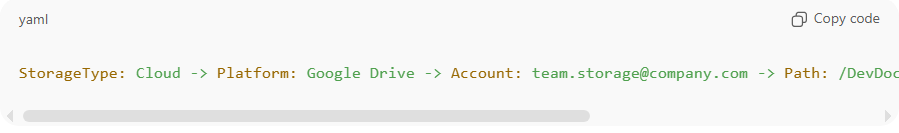 yaml
Copy code
StorageType: Cloud -> Platform: Google Drive -> Account: team.storage@company.com -> Path: /DevDoc